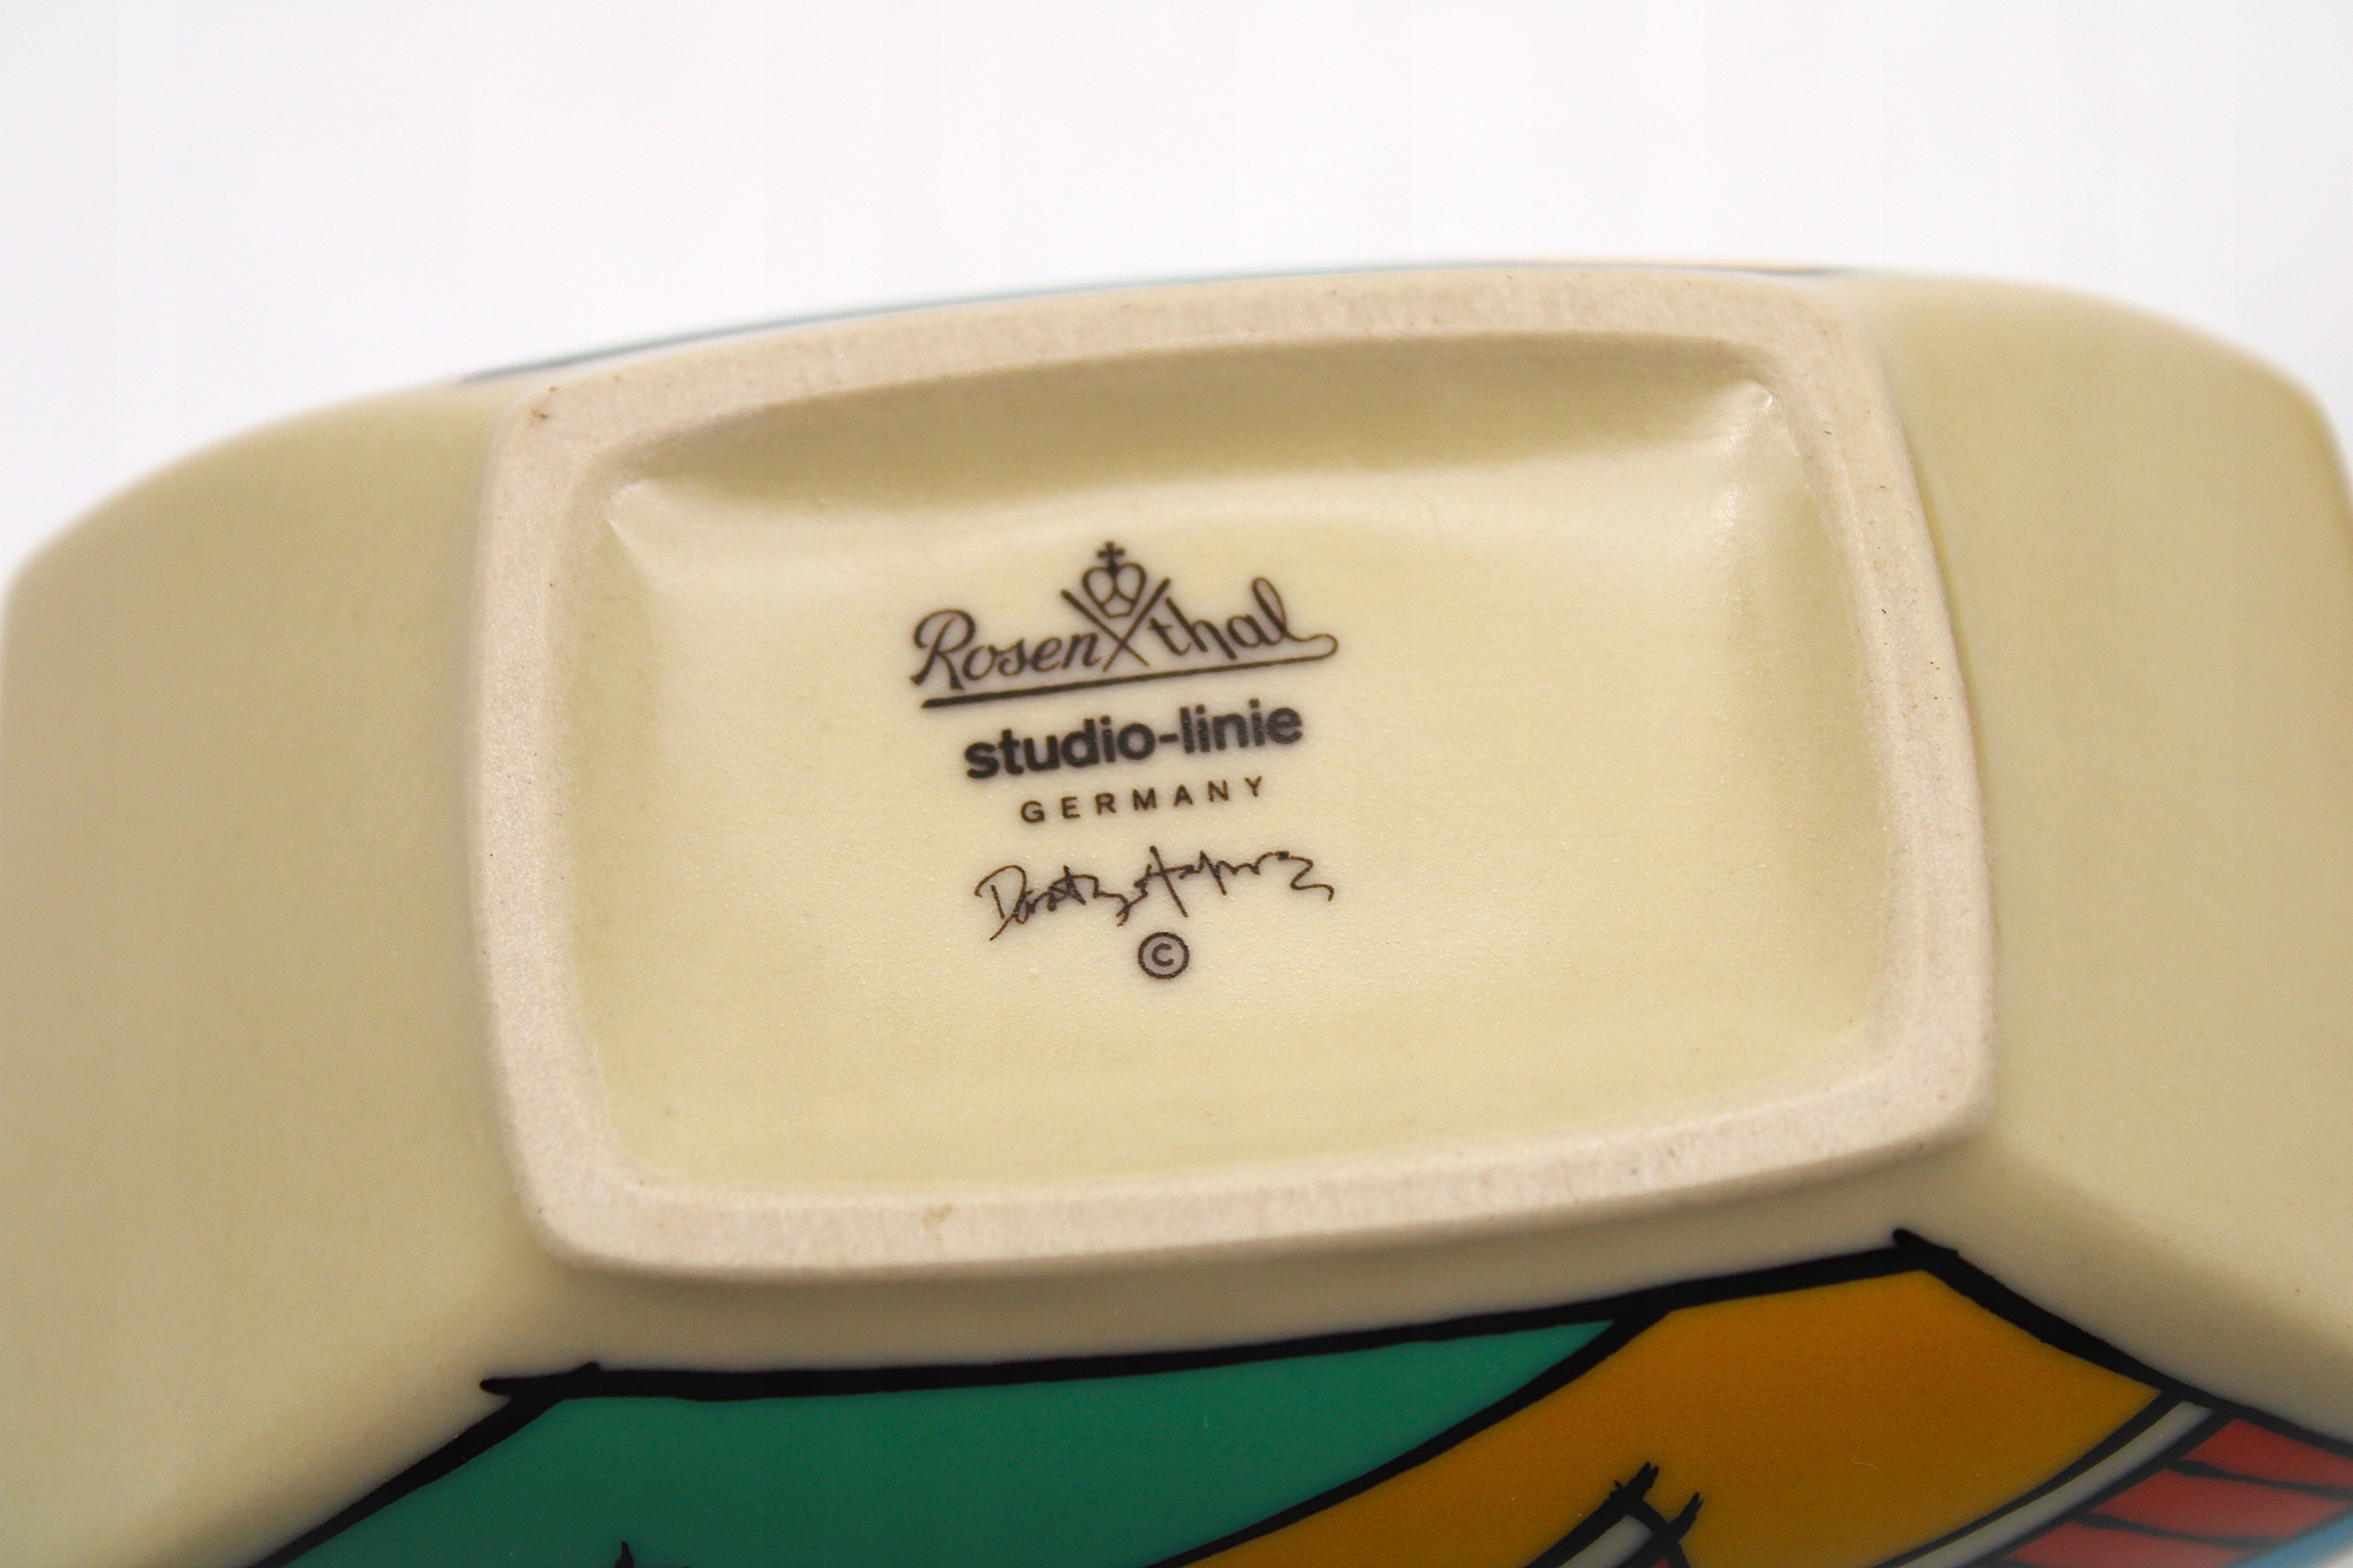 Rosenthal
studio-linie
GERMANY
©